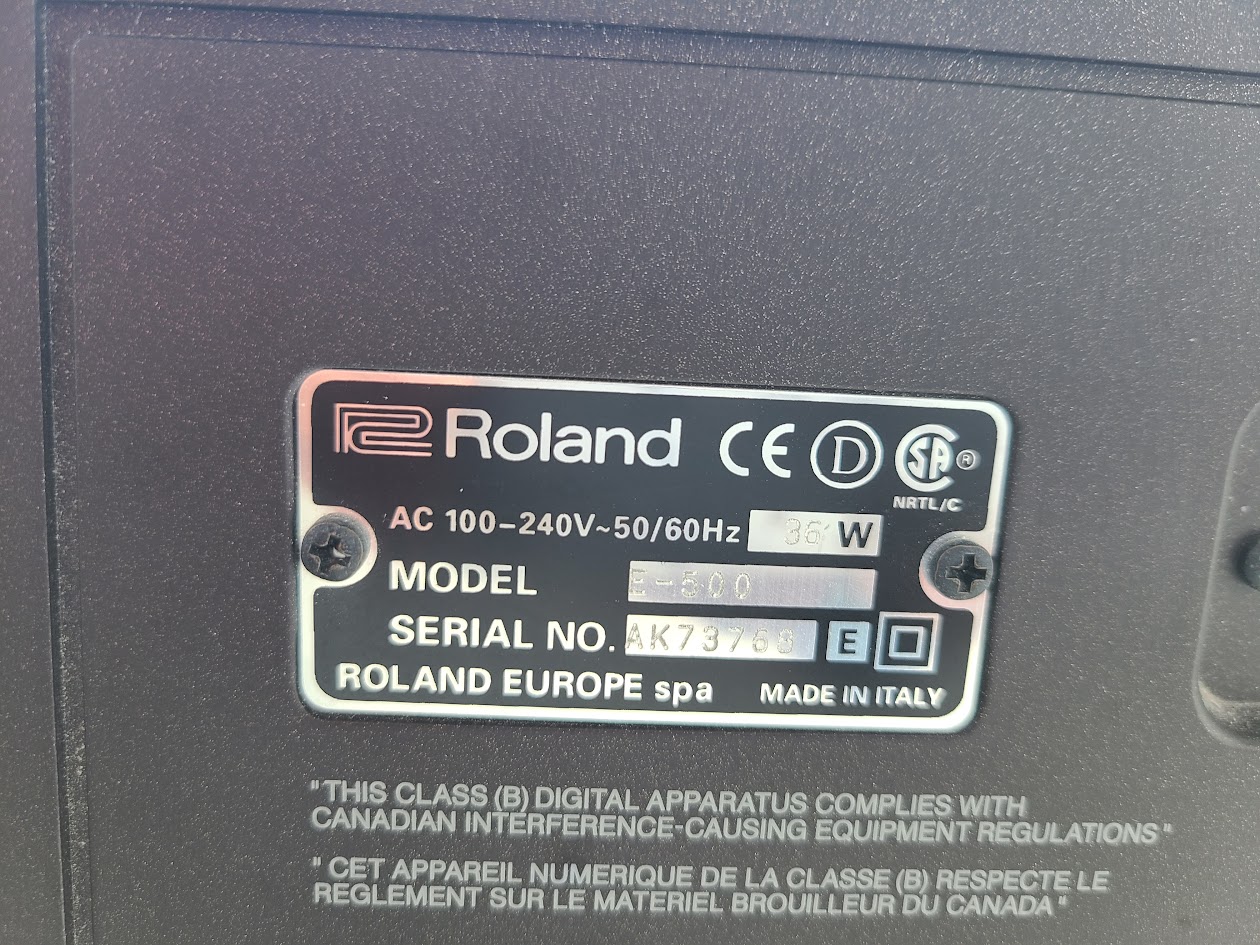 Roland CE D SA ®
NRTL/C
AC 100-240V~50/60Hz 36 W
MODEL E-500
SERIAL NO. AK73768 E
ROLAND EUROPE spa MADE IN ITALY
"THIS CLASS (B) DIGITAL APPARATUS COMPLIES WITH
CANADIAN INTERFERENCE-CAUSING EQUIPMENT REGULATIONS"
"CET APPAREIL NUMERIQUE DE LA CLASSE (B) RESPECTE LE
REGLEMENT SUR LE MATERIEL BROUILLEUR DU CANADA"